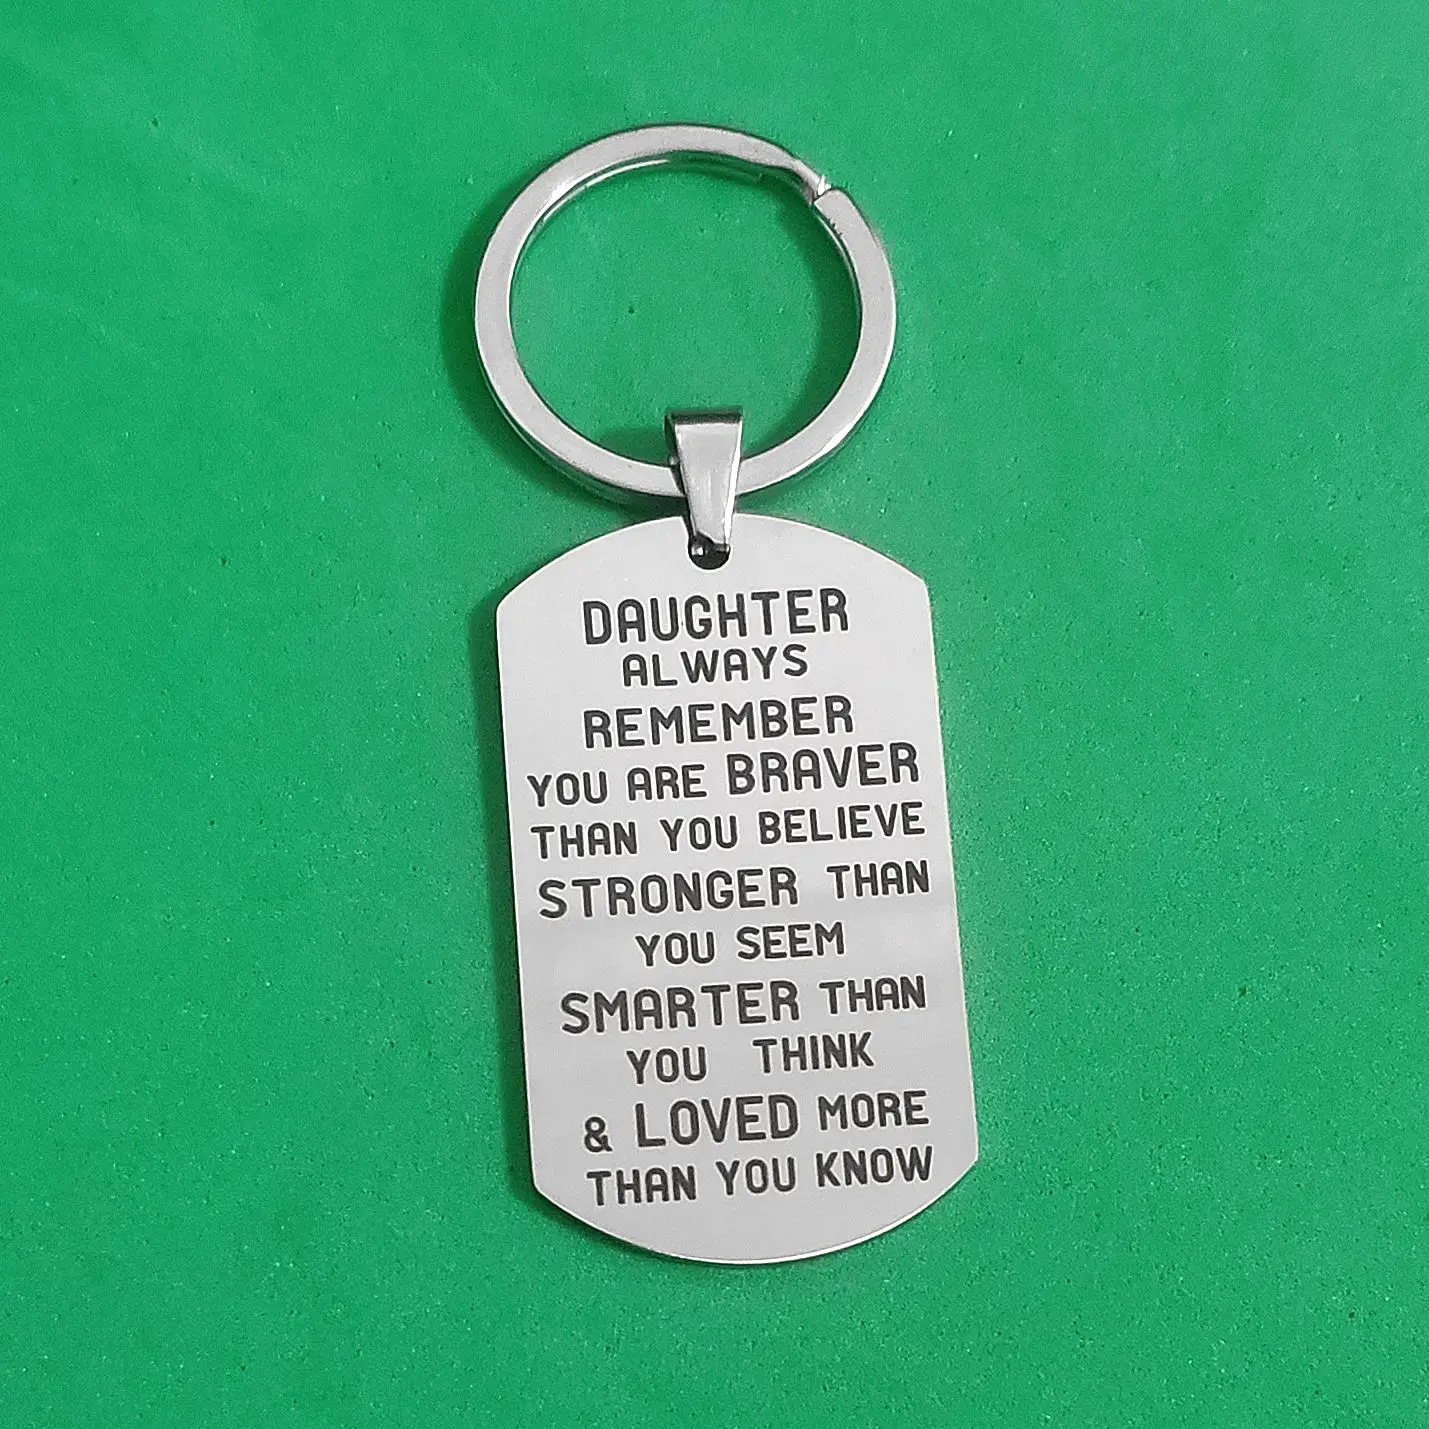 DAUGHTER
ALWAYS
REMEMBER
YOU ARE BRAVER
THAN YOU BELIEVE
STRONGER THAN
YOU SEEM
SMARTER THAN
YOU THINK
& LOVED MORE
THAN YOU KNOW